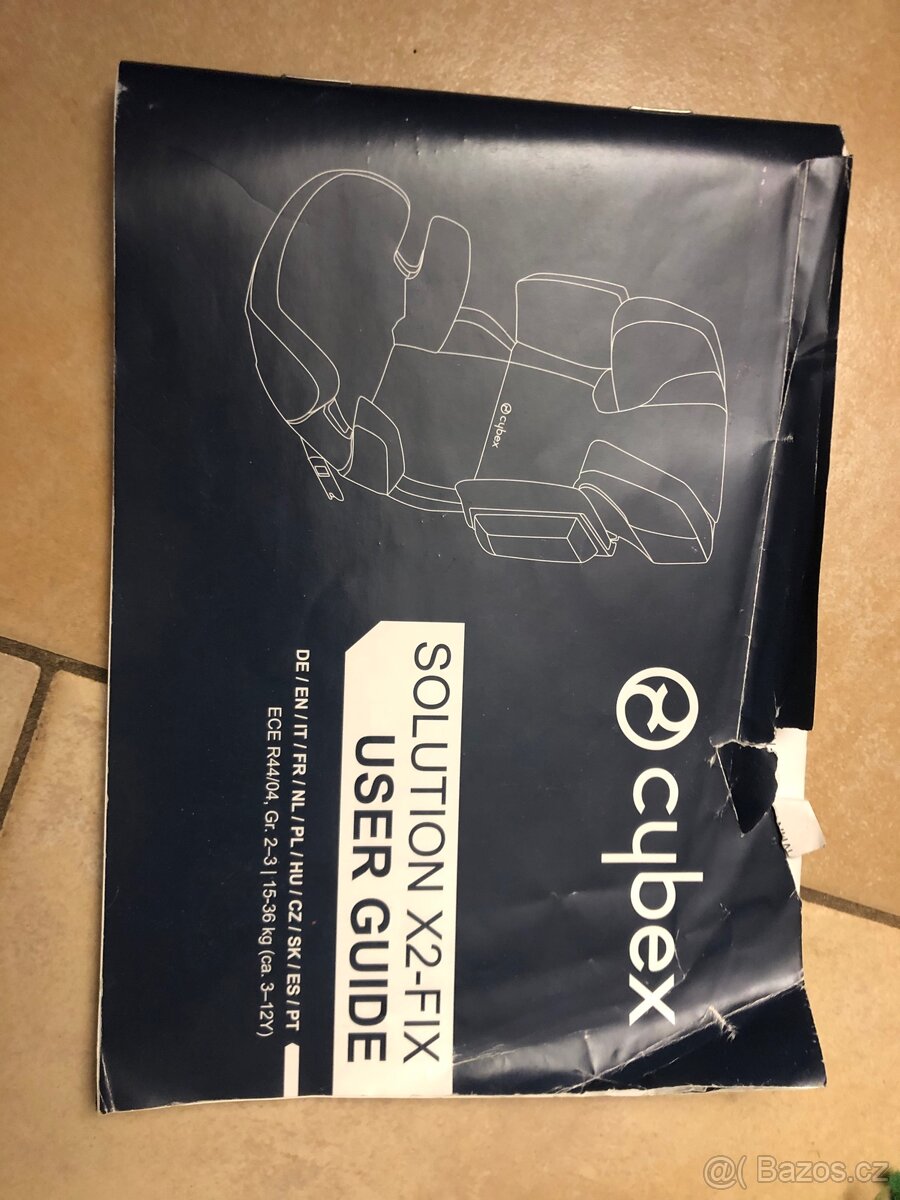 cybex
cybex
SOLUTION X2-FIX
USER GUIDE
DE / EN / IT / FR / NL / PL / HU / CZ / SK / ES / PT
ECE R44/04, Gr. 2–3 | 15-36 kg (ca. 3–12Y)
@( Bazos.cz